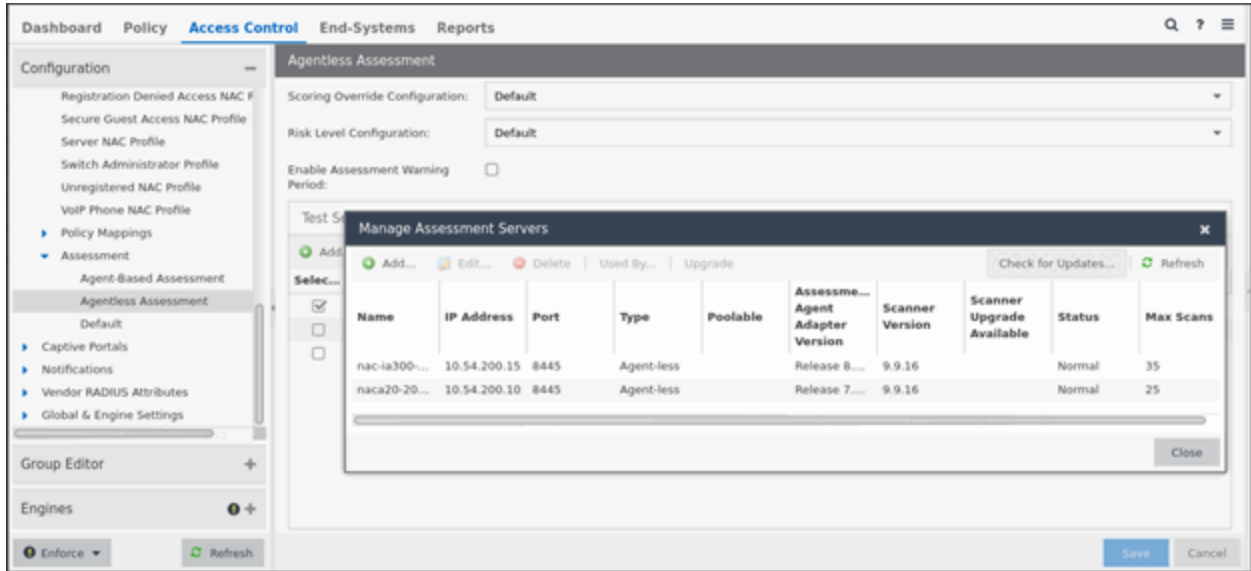 Dashboard Policy Access Control End-Systems Reports
Configuration
Registration Denied Access NAC P
Secure Guest Access NAC Profile
Server NAC Profile
Switch Administrator Profile
Unregistered NAC Profile
VoIP Phone NAC Profile
Policy Mappings
Assessment
Agent-Based Assessment
Agentless Assessment
Default
Captive Portals
Notifications
Vendor RADIUS Attributes
Global & Engine Settings
Group Editor
Engines
Enforce Refresh
Agentless Assessment
Scoring Override Configuration: Default
Risk Level Configuration: Default
Enable Assessment Warning
Period:
Test Se
Add
Selec...
Manage Assessment Servers
Add... Edit... Delete Used By... Upgrade Check for Updates... Refresh
Name IP Address Port Type Poolable Assessme... Agent Adapter Version Scanner Version Scanner Upgrade Available Status Max Scans
nac-ia300-... 10.54.200.15 8445 Agent-less Release 8.... 9.9.16 Normal 35
naca20-20... 10.54.200.10 8445 Agent-less Release 7.... 9.9.16 Normal 25
Close
Save Cancel